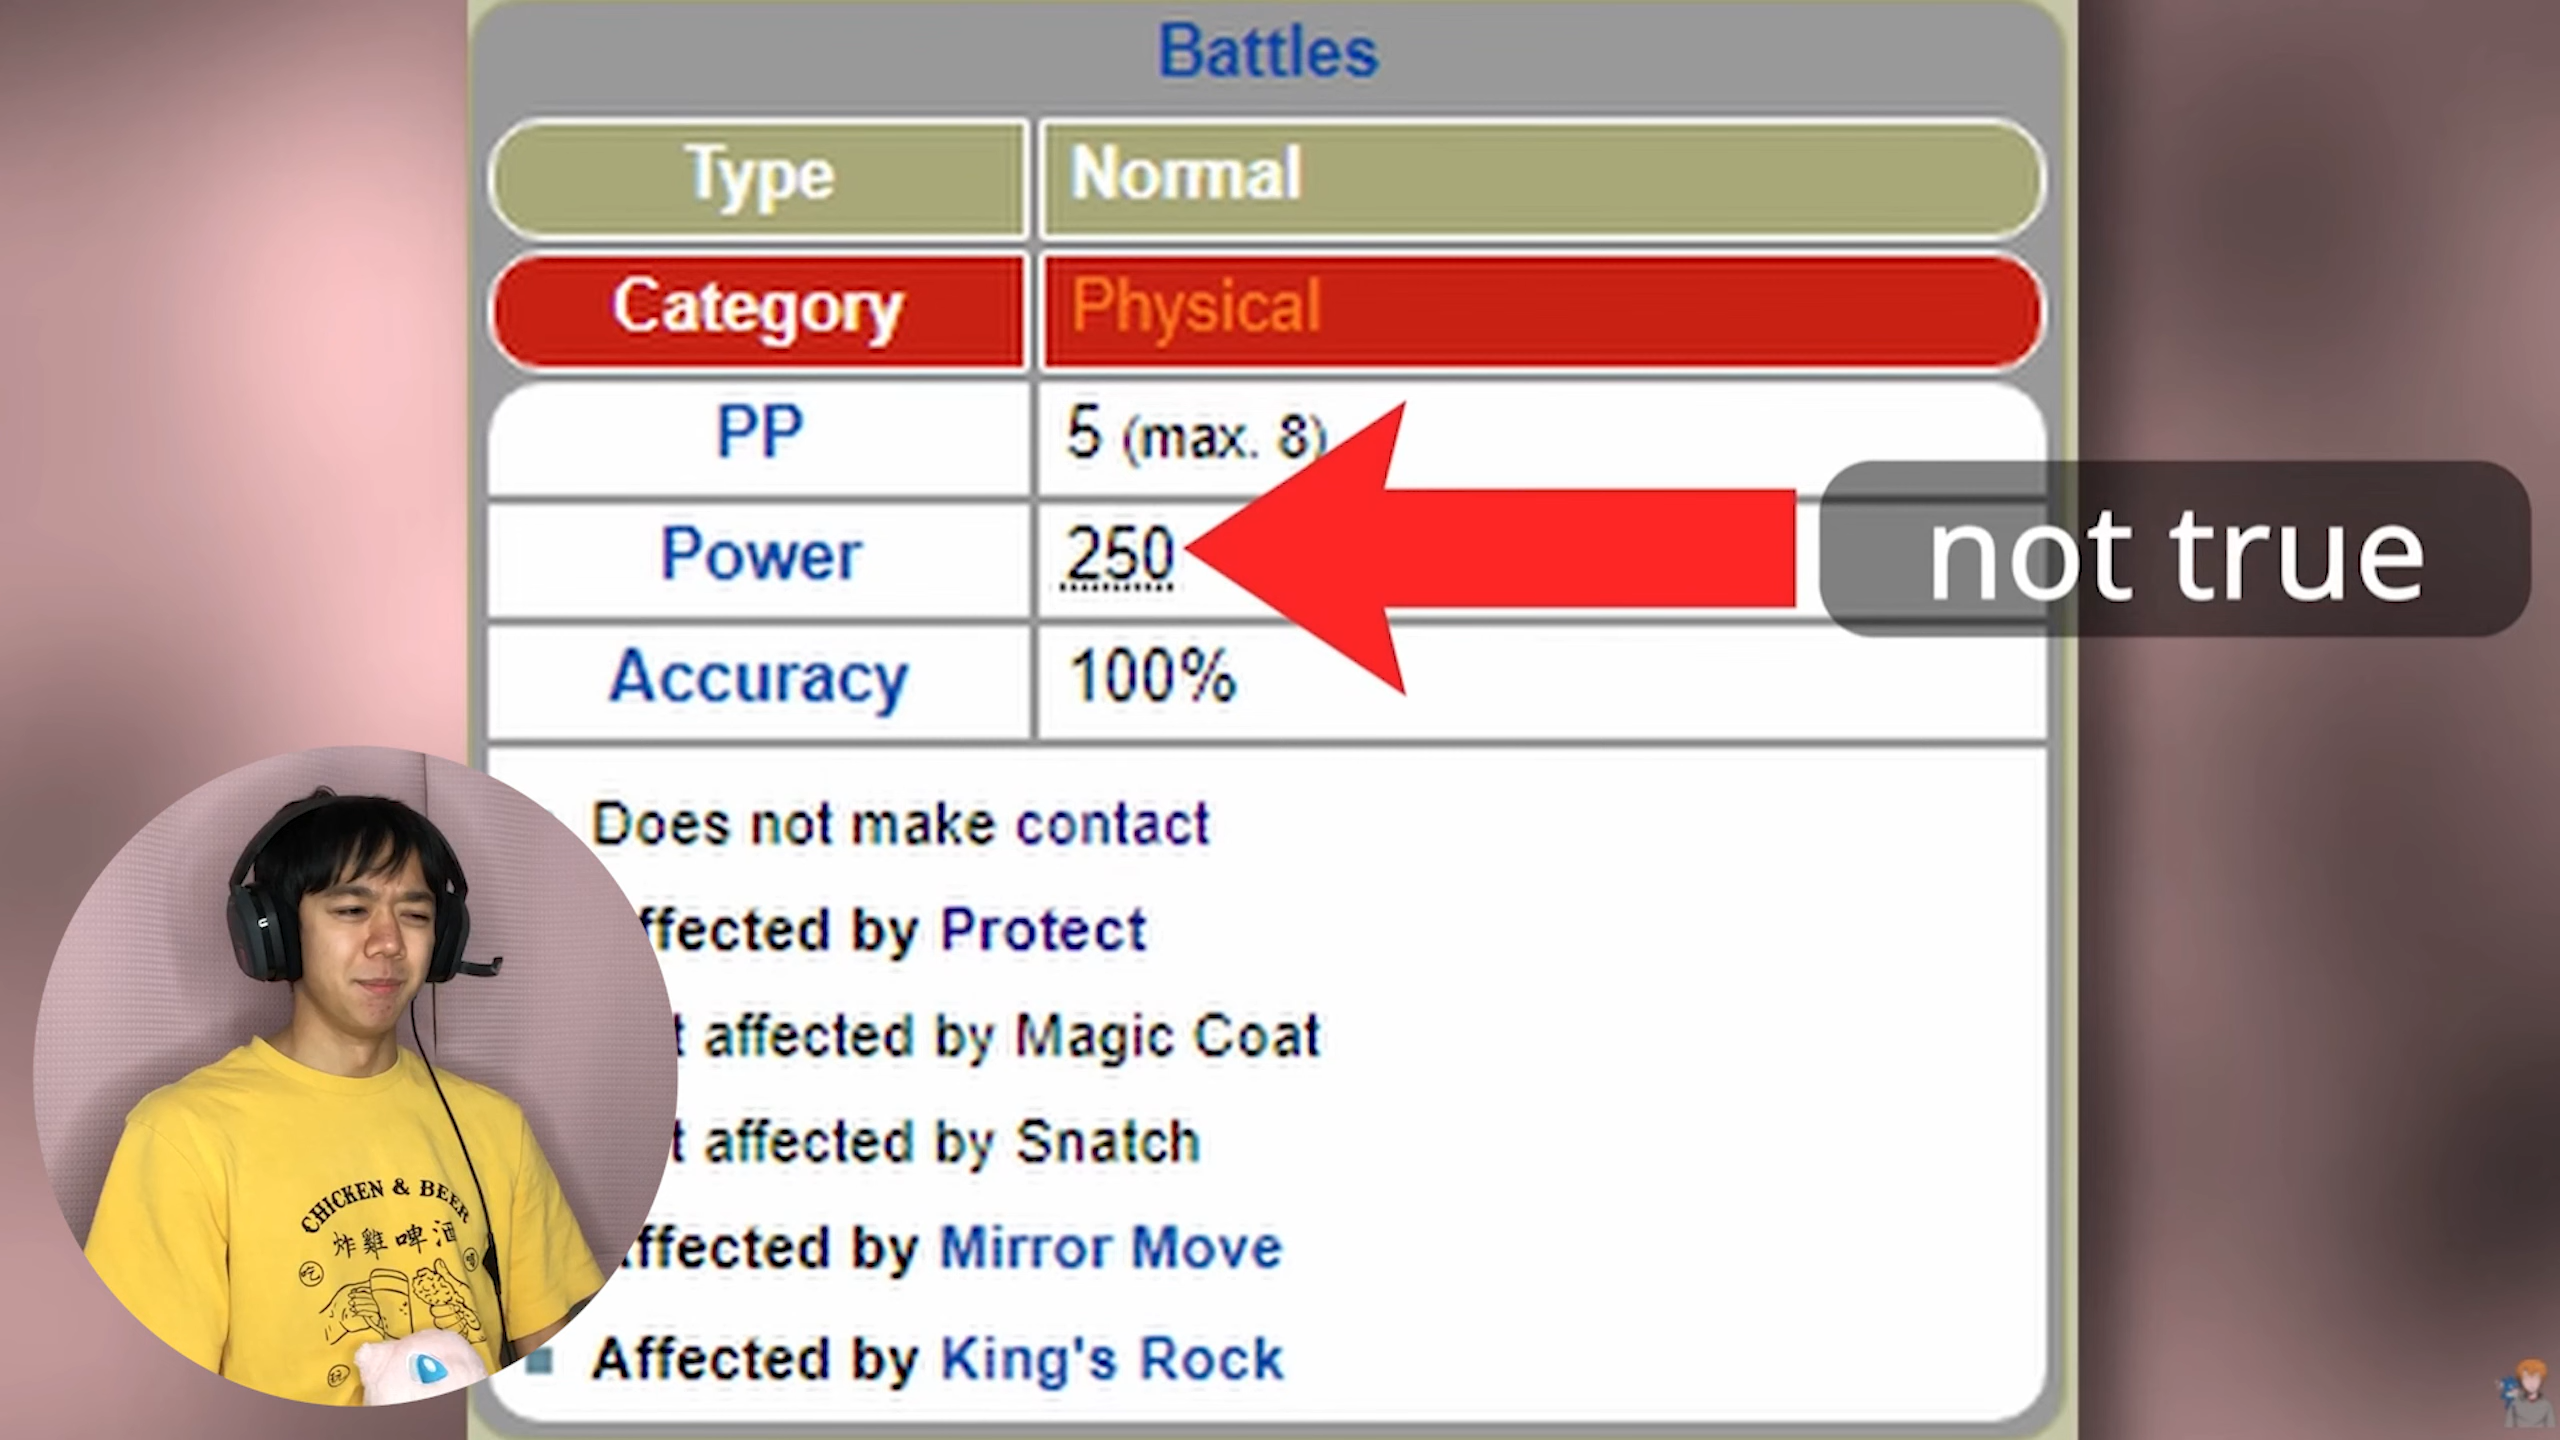 Battles
Type Normal
Category Physical
PP 5 (max. 8)
Power 250
not true
Accuracy 100%
Does not make contact
ffected by Protect
t affected by Magic Coat
t affected by Snatch
ffected by Mirror Move
Affected by King's Rock
CHICKEN & BEER
炸雞啤酒
吃
玩